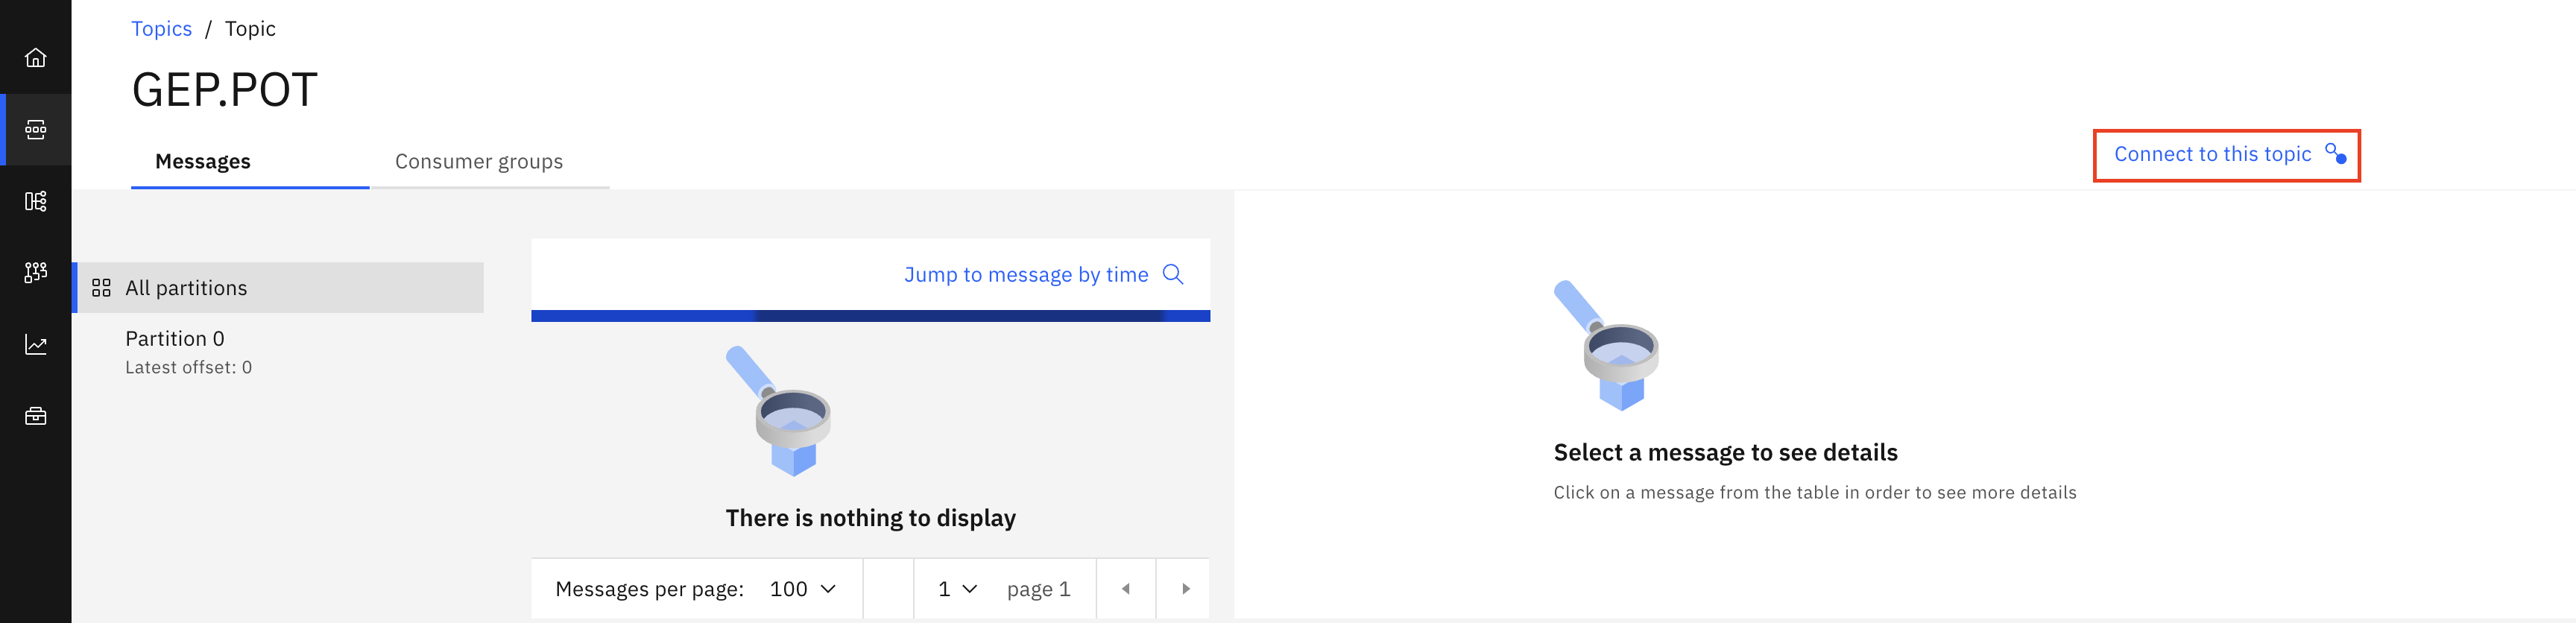 Topics / Topic
GEP.POT
Messages
Consumer groups
Connect to this topic
All partitions
Partition 0
Latest offset: 0
Jump to message by time
There is nothing to display
Messages per page: 100
1 page 1
Select a message to see details
Click on a message from the table in order to see more details